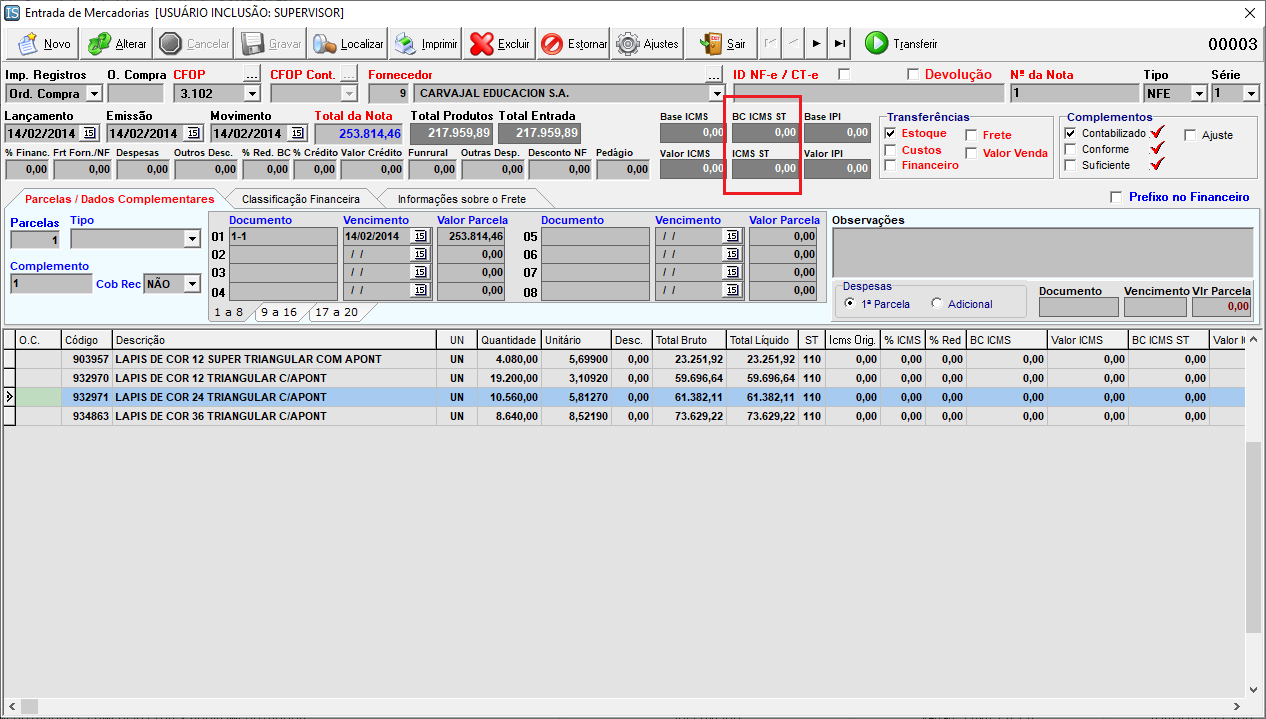 IS Entrada de Mercadorias [USUÁRIO INCLUSÃO: SUPERVISOR]
Novo Alterar Cancelar Gravar Localizar Imprimir Excluir Estornar Ajustes Sair Transferir 00003
Imp. Registros O. Compra CFOP ... CFOP Cont. ... Fornecedor ... ID NF-e / CT-e Devolução Nº da Nota Tipo Série
Ord. Compra 3.102 9 CARVAJAL EDUCACION S.A. 1 NFE 1
Lançamento Emissão Movimento Total da Nota Total Produtos Total Entrada Base ICMS BC ICMS ST Base IPI Transferências Complementos
14/02/2014 15 14/02/2014 15 14/02/2014 15 253.814,46 217.959,89 217.959,89 0,00 0,00 0,00 Estoque Frete Contabilizado Ajuste
% Financ. Frt Forn./NF Despesas Outros Desc. % Red. BC % Crédito Valor Crédito Funrural Outras Desp. Desconto NF Pedágio Valor ICMS ICMS ST Valor IPI Custos Valor Venda Conforme
0,00 0,00 0,00 0,00 0,00 0,00 0,00 0,00 0,00 0,00 0,00 0,00 0,00 0,00 Financeiro Suficiente
Parcelas / Dados Complementares Classificação Financeira Informações sobre o Frete Prefixo no Financeiro
Parcelas Tipo Documento Vencimento Valor Parcela Documento Vencimento Valor Parcela Observações
1 01 1-1 14/02/2014 15 253.814,46 05 / / 15 0,00
02 / / 15 0,00 06 / / 15 0,00
Complemento 03 / / 15 0,00 07 / / 15 0,00
1 Cob Rec NÃO 04 / / 15 0,00 08 / / 15 0,00
Despesas Documento Vencimento Vlr Parcela
1ª Parcela Adicional 0,00
1 a 8 9 a 16 17 a 20
O.C. Código Descrição UN Quantidade Unitário Desc. Total Bruto Total Líquido ST Icms Orig. % ICMS % Red BC ICMS Valor ICMS BC ICMS ST Valor
903957 LAPIS DE COR 12 SUPER TRIANGULAR COM APONT UN 4.080,00 5,69900 0,00 23.251,92 23.251,92 110 0,00 0,00 0,00 0,00 0,00 0,00
932970 LAPIS DE COR 12 TRIANGULAR C/APONT UN 19.200,00 3,10920 0,00 59.696,64 59.696,64 110 0,00 0,00 0,00 0,00 0,00 0,00
932971 LAPIS DE COR 24 TRIANGULAR C/APONT UN 10.560,00 5,81270 0,00 61.382,11 61.382,11 110 0,00 0,00 0,00 0,00 0,00 0,00
934863 LAPIS DE COR 36 TRIANGULAR C/APONT UN 8.640,00 8,52190 0,00 73.629,22 73.629,22 110 0,00 0,00 0,00 0,00 0,00 0,00